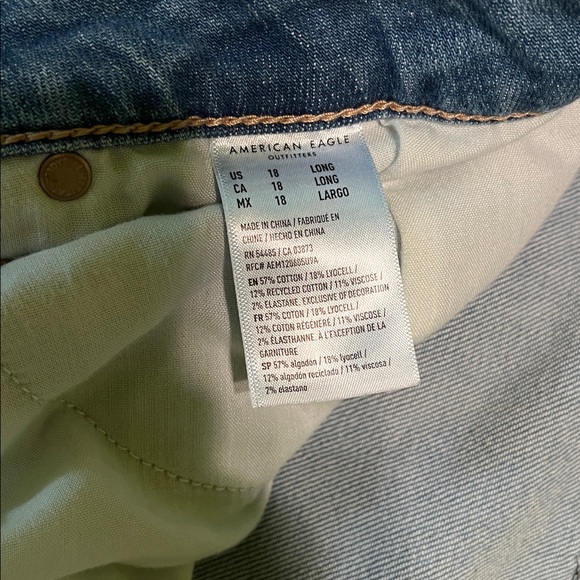 AMERICAN EAGLE
OUTFITTERS
US 18 LONG
CA 18 LONG
MX 18 LARGO
MADE IN CHINA / FABRIQUÉ EN
CHINE / HECHO EN CHINA
RN 54485 / CA 03873
RFC# AEM120605U9A
EN 57% COTTON / 18% LYOCELL /
12% RECYCLED COTTON / 11% VISCOSE /
2% ELASTANE, EXCLUSIVE OF DECORATION
FR 57% COTON / 18% LYOCELL /
12% COTON RÉGÉNÉRÉ / 11% VISCOSE /
2% ÉLASTHANNE, À L'EXCEPTION DE LA
GARNITURE
SP 57% algodón / 18% lyocell /
12% algodón reciclado / 11% viscosa /
2% elastano